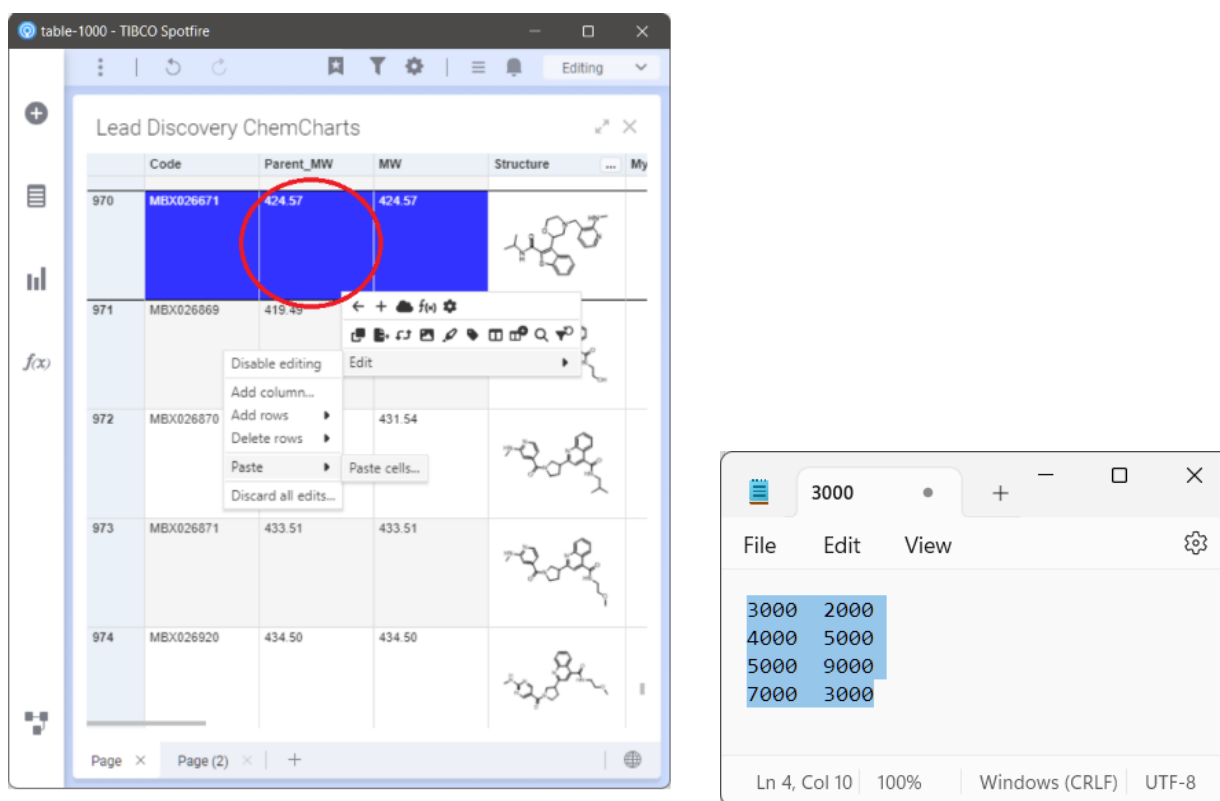 table-1000 - TIBCO Spotfire
Editing
Lead Discovery ChemCharts
Code Parent_MW MW Structure ... My
970 MBX026671 424.57 424.57
971 MBX026869 419.49
f(x)
Edit
Disable editing
Add column...
Add rows
Delete rows
Paste
Paste cells...
Discard all edits...
f(x)
972 MBX026870 431.54
973 MBX026871 433.51 433.51
974 MBX026920 434.50 434.50
Page Page (2)
3000
File Edit View
3000 2000
4000 5000
5000 9000
7000 3000
Ln 4, Col 10 100% Windows (CRLF) UTF-8